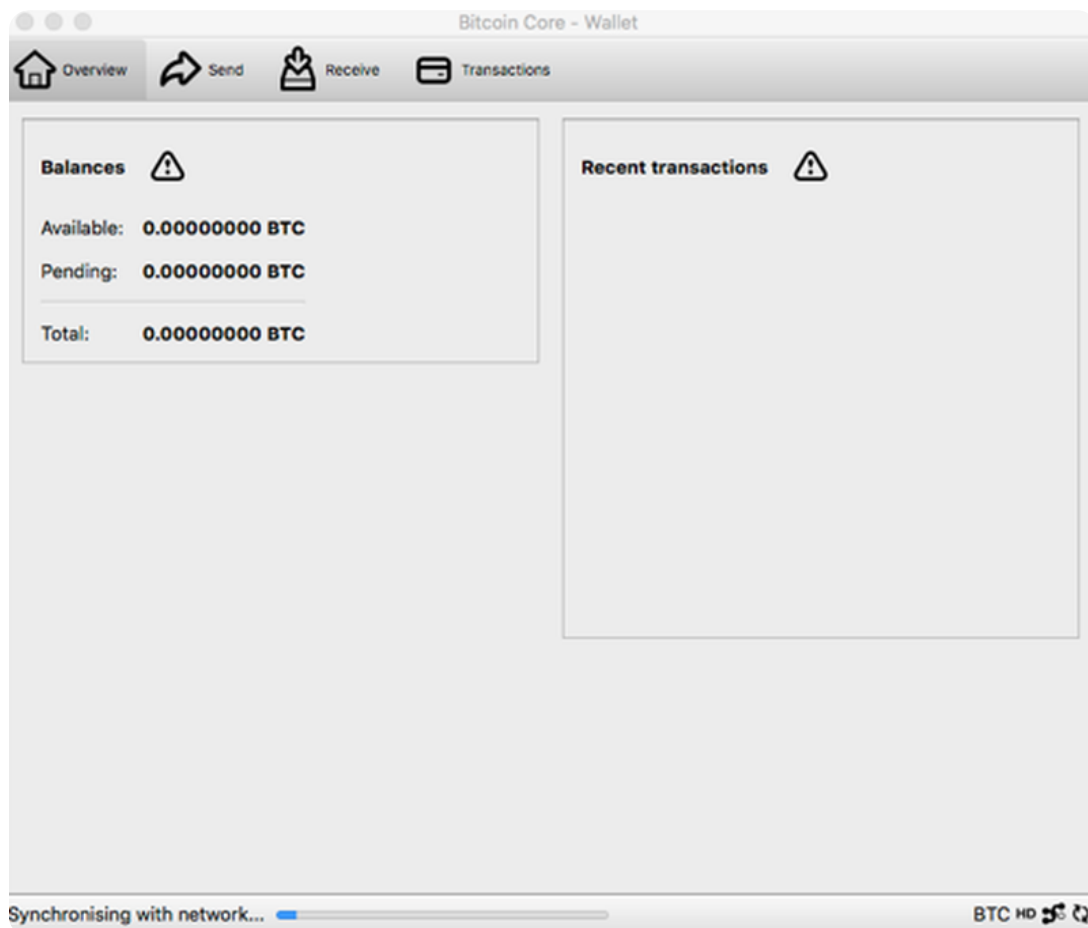 Bitcoin Core - Wallet
Overview Send Receive Transactions
Balances
Available: 0.00000000 BTC
Pending: 0.00000000 BTC
Total: 0.00000000 BTC
Recent transactions
Synchronising with network...
BTC HD